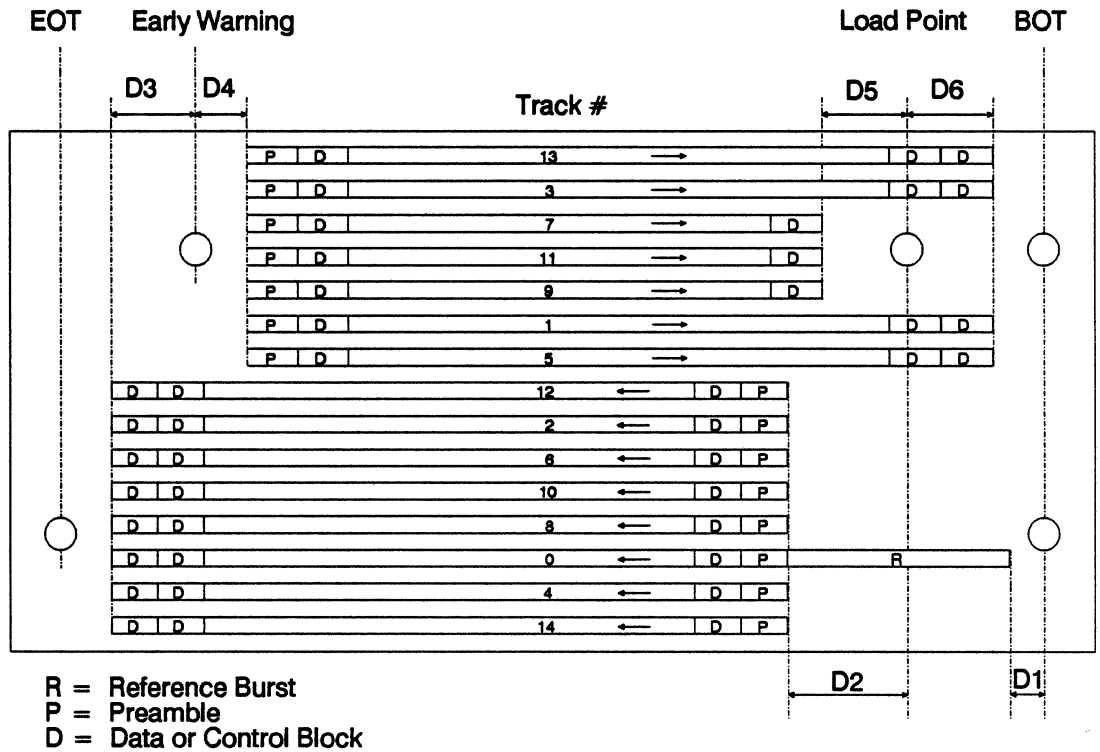 EOT Early Warning Load Point BOT
D3 D4 Track # D5 D6
P D 13 D D
P D 3 D D
P D 7 D
P D 11 D
P D 9 D
P D 1 D D
P D 5 D D
D D 12 D P
D D 2 D P
D D 6 D P
D D 10 D P
D D 8 D P
D D 0 D P R
D D 4 D P
D D 14 D P
D2 D1
R = Reference Burst
P = Preamble
D = Data or Control Block